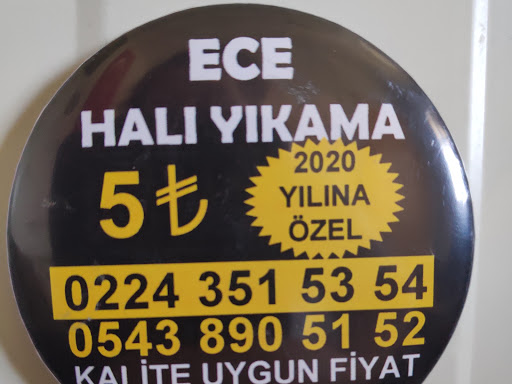 ECE
HALI YIKAMA
5 ₺
2020
YILINA
ÖZEL
0224 351 53 54
0543 890 51 52
KALİTE UYGUN FİYAT